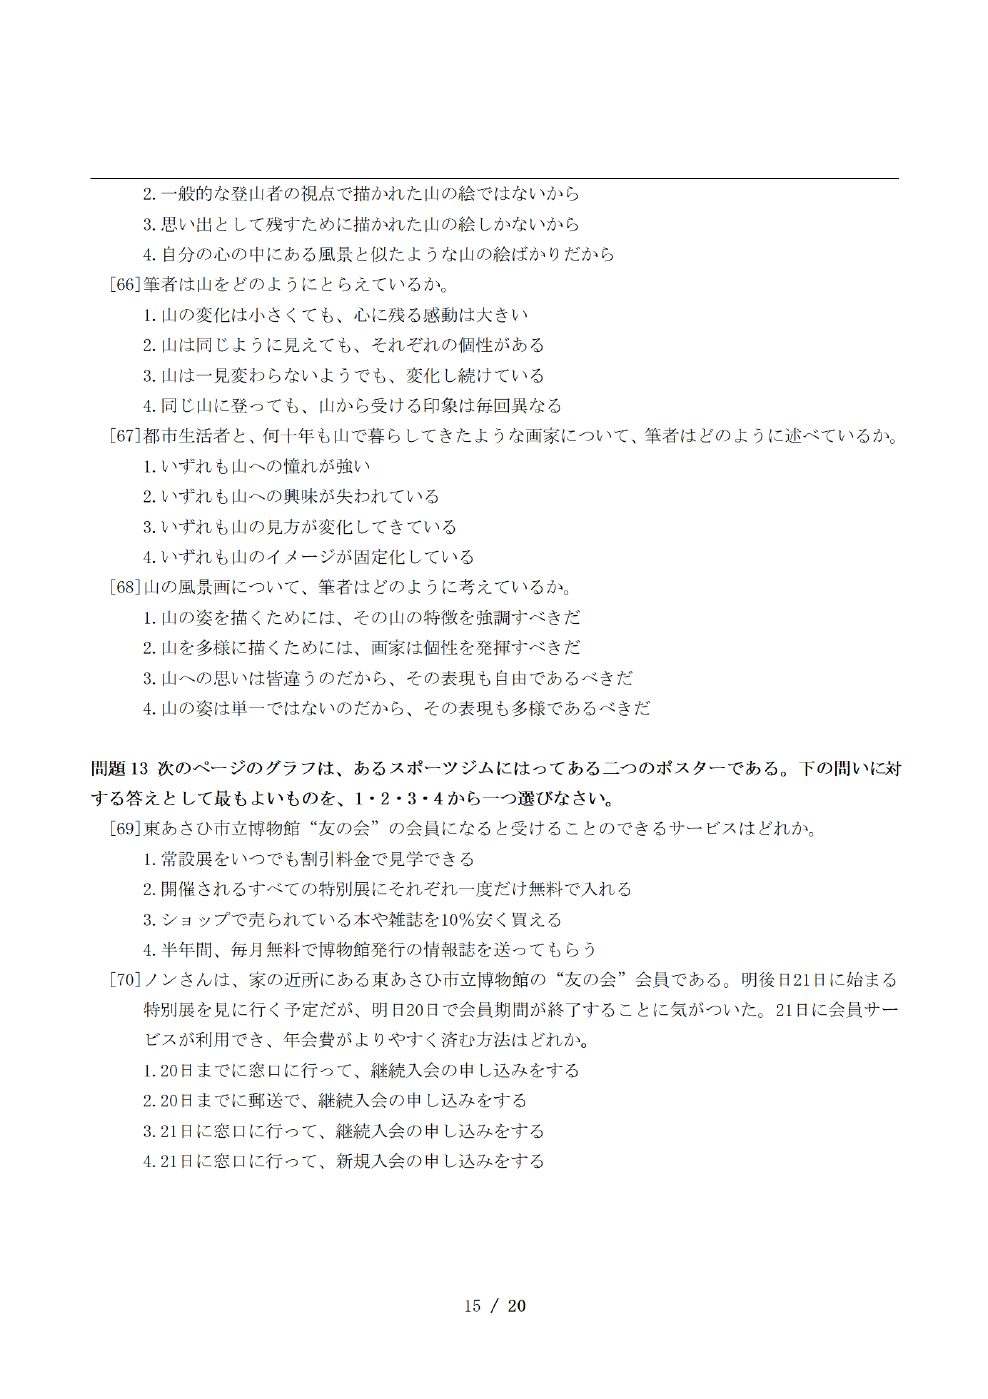 2.一般的な登山者の視点で描かれた山の絵ではないから
3.思い出として残すために描かれた山の絵しかないから
4.自分の心の中にある風景と似たような山の絵ばかりだから
[66]筆者は山をどのようにとらえているか。
1.山の変化は小さくても、心に残る感動は大きい
2.山は同じように見えても、それぞれの個性がある
3.山は一見変わらないようでも、変化し続けている
4.同じ山に登っても、山から受ける印象は毎回異なる
[67]都市生活者と、何十年も山で暮らしてきたような画家について、筆者はどのように述べているか。
1.いずれも山への憧れが強い
2.いずれも山への興味が失われている
3.いずれも山の見方が変化してきている
4.いずれも山のイメージが固定化している
[68]山の風景画について、筆者はどのように考えているか。
1.山の姿を描くためには、その山の特徴を強調すべきだ
2.山を多様に描くためには、画家は個性を発揮すべきだ
3.山への思いは皆違うのだから、その表現も自由であるべきだ
4.山の姿は単一ではないのだから、その表現も多様であるべきだ
問題13 次のページのグラフは、あるスポーツジムにはってある二つのポスターである。下の問いに対
する答えとして最もよいものを、1・2・3・4から一つ選びなさい。
[69]東あさひ市立博物館“友の会”の会員になると受けることのできるサービスはどれか。
1.常設展をいつでも割引料金で見学できる
2.開催されるすべての特別展にそれぞれ一度だけ無料で入れる
3.ショップで売られている本や雑誌を10%安く買える
4.半年間、毎月無料で博物館発行の情報誌を送ってもらう
[70]ノンさんは、家の近所にある東あさひ市立博物館の“友の会”会員である。明後日21日に始まる
特別展を見に行く予定だが、明日20日で会員期間が終了することに気がついた。21日に会員サー
ビスが利用でき、年会費がよりやすく済む方法はどれか。
1.20日までに窓口に行って、継続入会の申し込みをする
2.20日までに郵送で、継続入会の申し込みをする
3.21日に窓口に行って、継続入会の申し込みをする
4.21日に窓口に行って、新規入会の申し込みをする
15 / 20